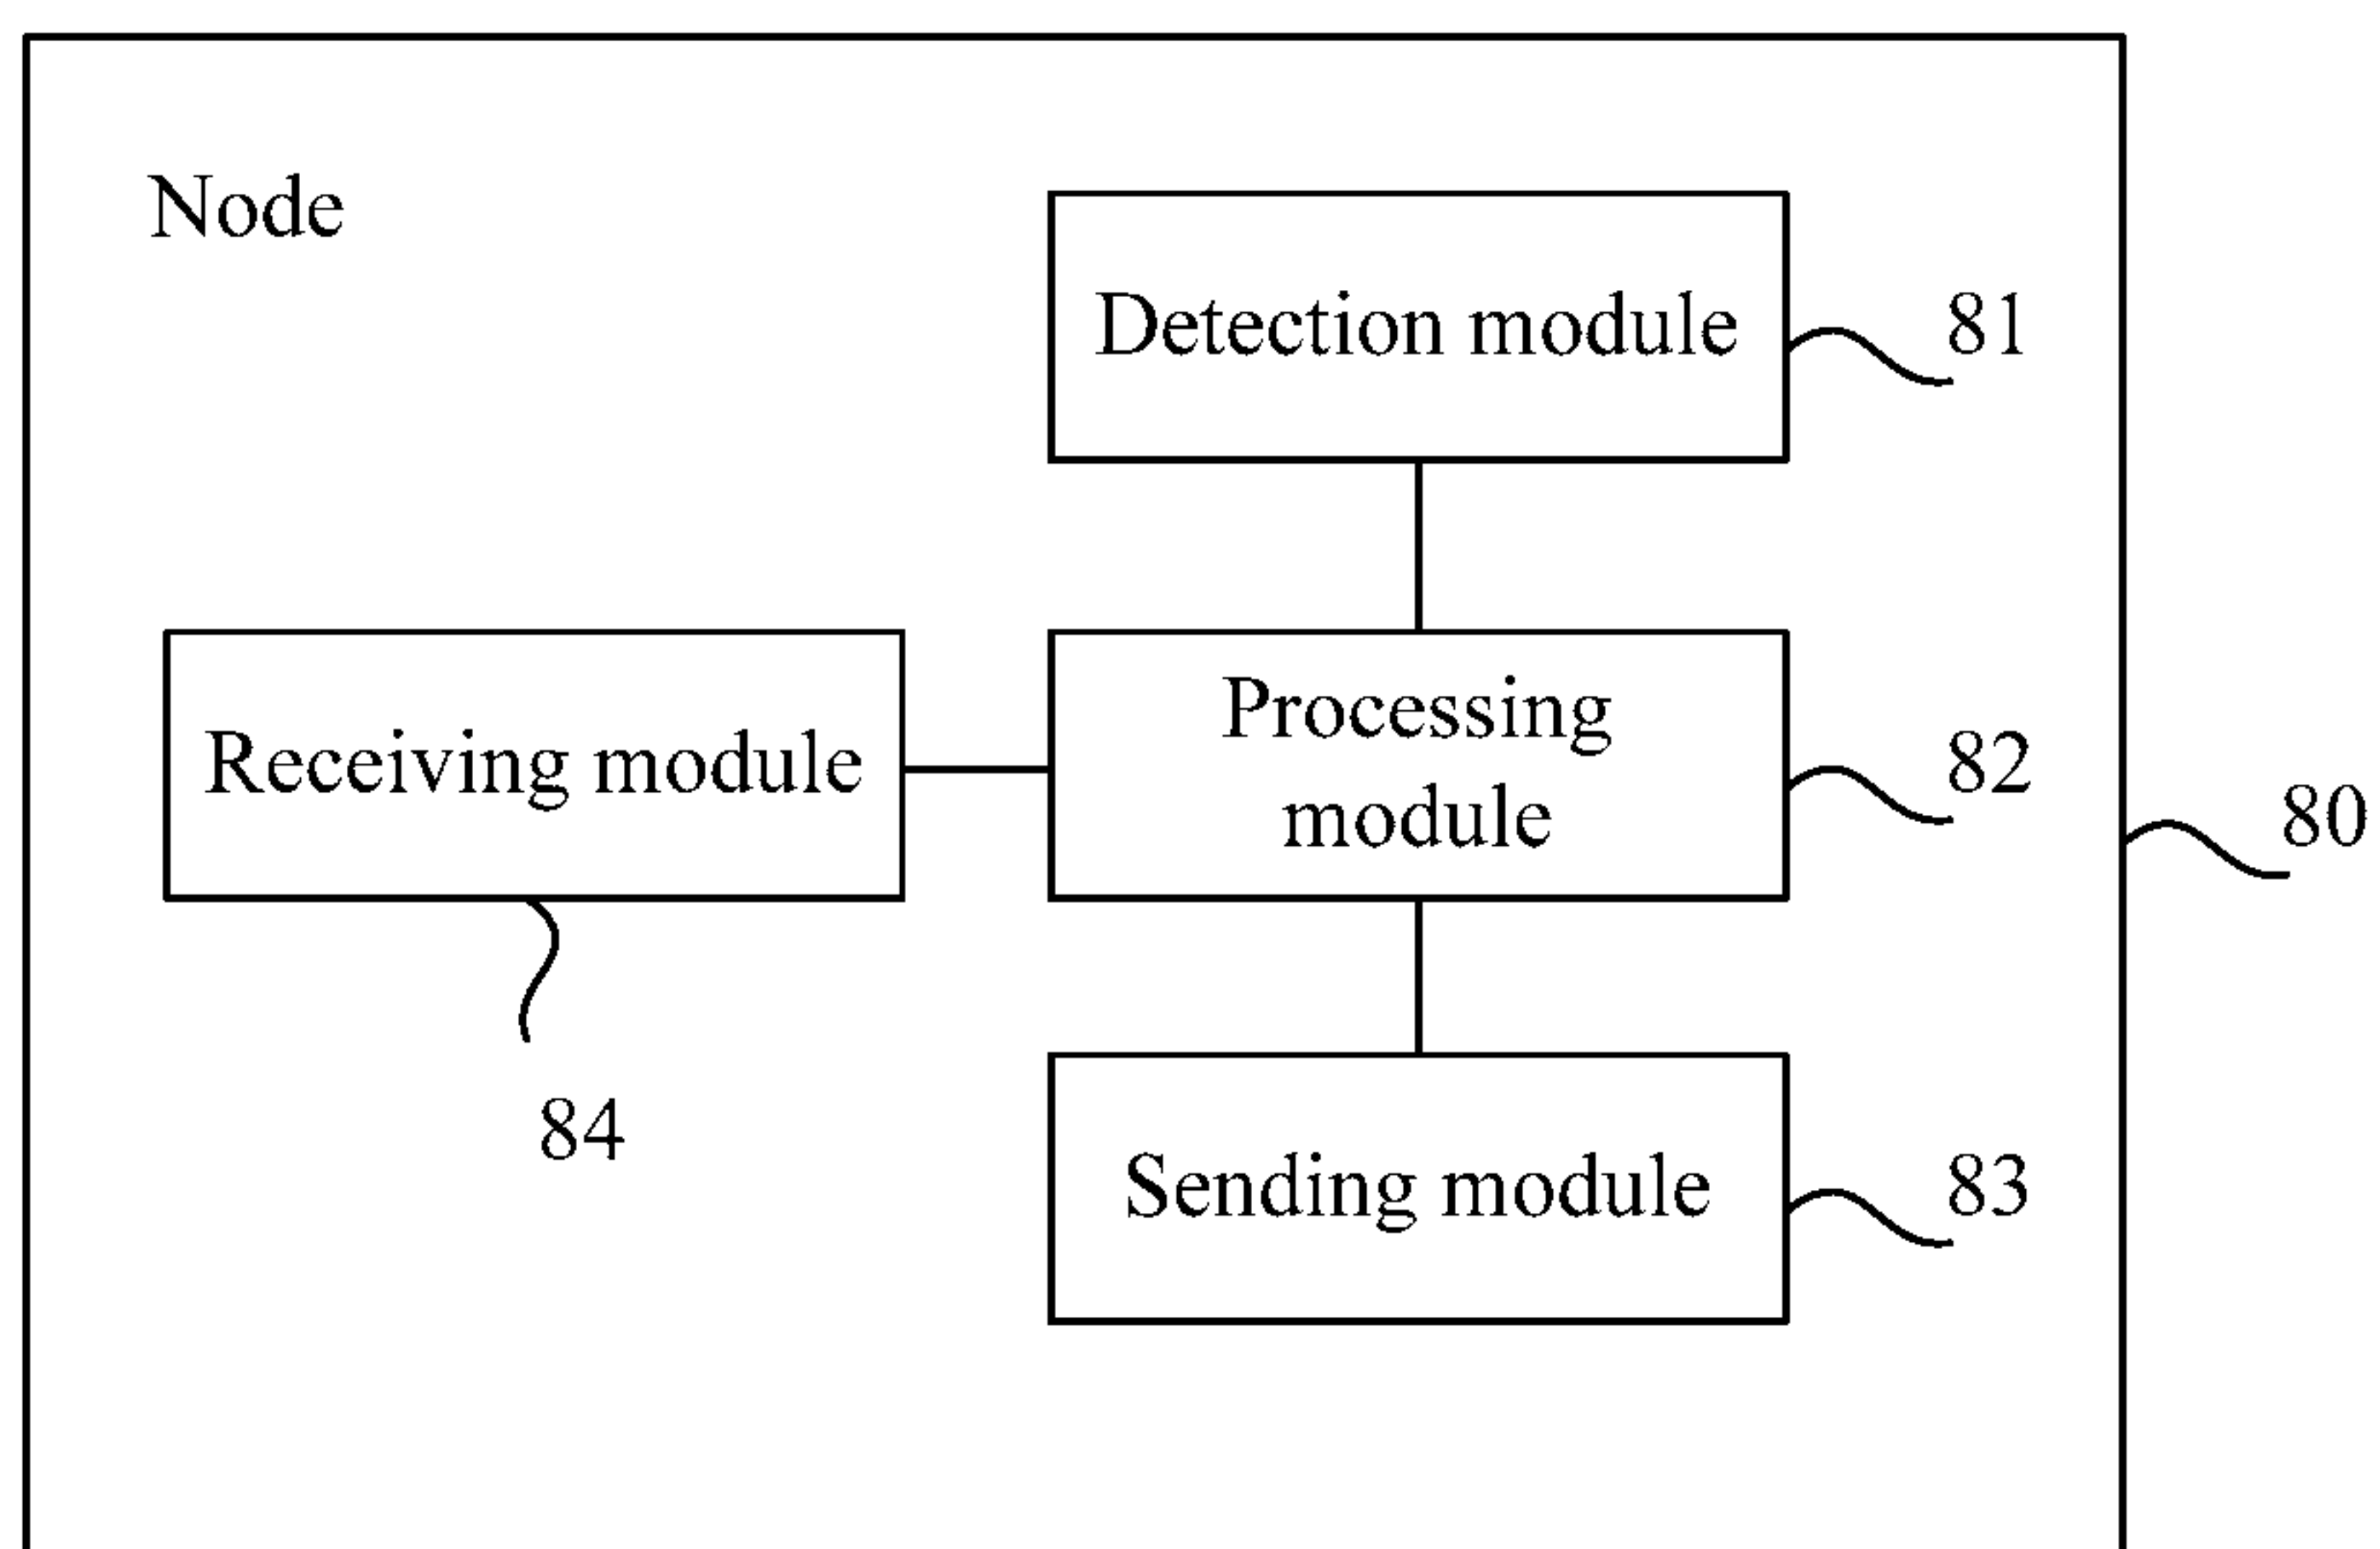 Node
Detection module
81
Receiving module
Processing
module
82
80
84
Sending module
83